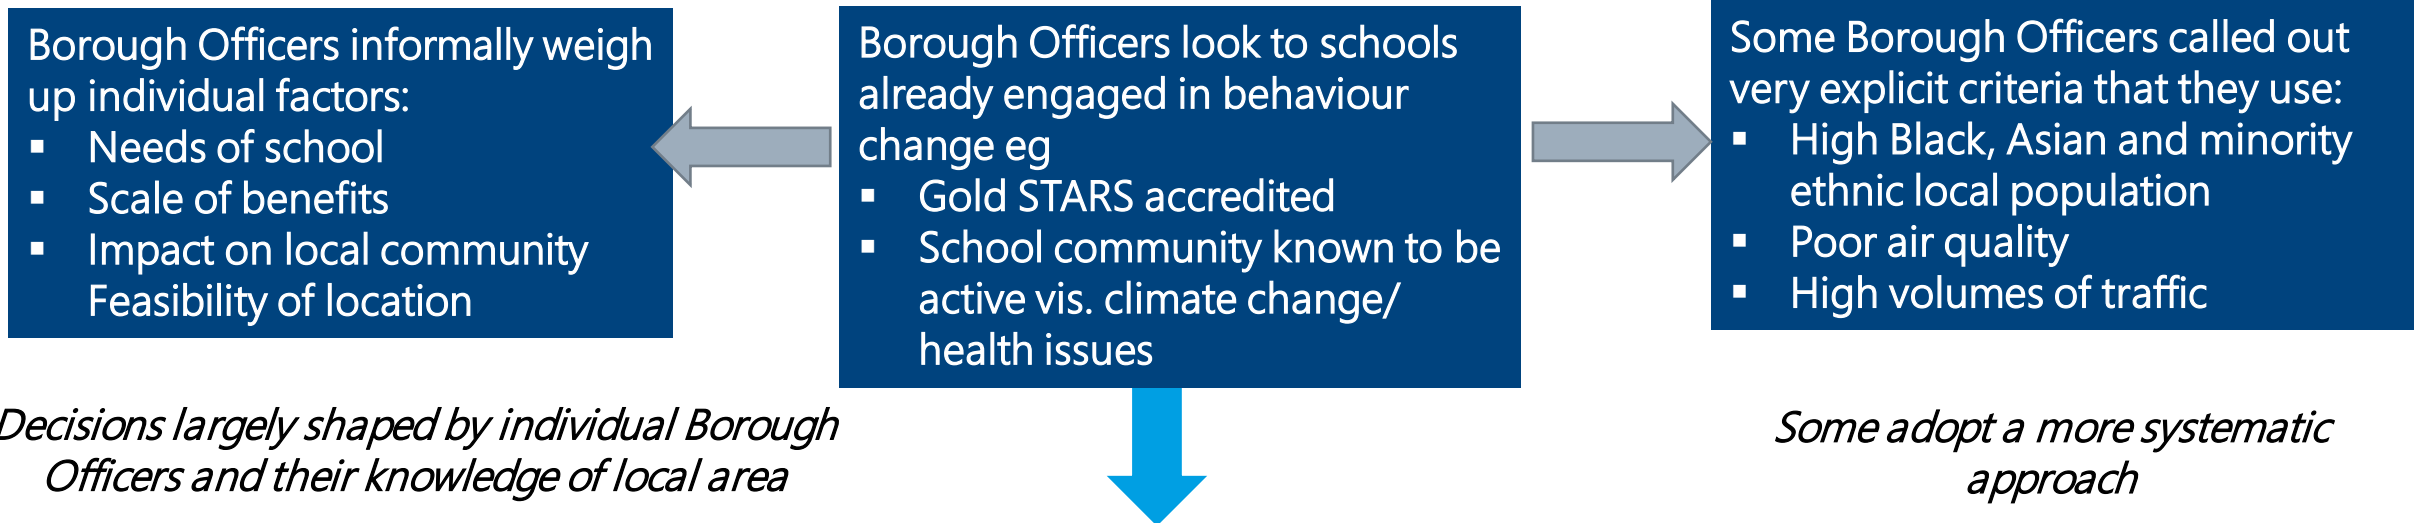 Borough Officers informally weigh
up individual factors:
▪ Needs of school
▪ Scale of benefits
▪ Impact on local community
Feasibility of location
Decisions largely shaped by individual Borough
Officers and their knowledge of local area
Borough Officers look to schools
already engaged in behaviour
change eg
▪ Gold STARS accredited
▪ School community known to be
active vis. climate change/
health issues
Some Borough Officers called out
very explicit criteria that they use:
▪ High Black, Asian and minority
ethnic local population
▪ Poor air quality
▪ High volumes of traffic
Some adopt a more systematic
approach